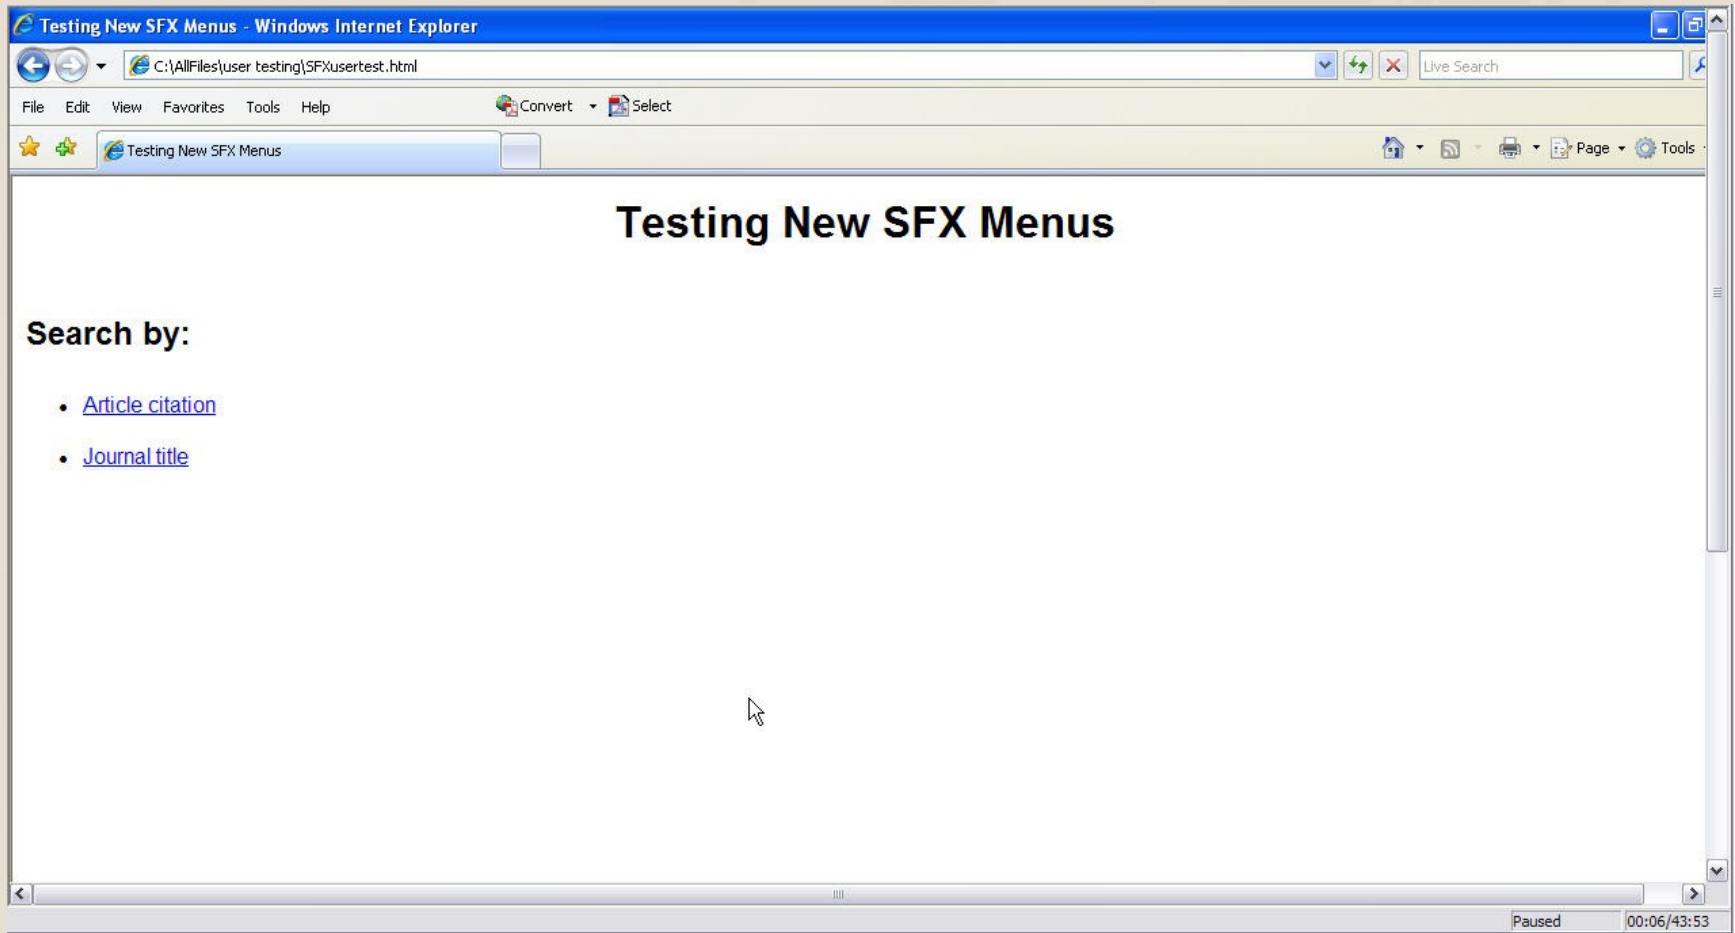 Testing New SFX Menus - Windows Internet Explorer
C:\AllFiles\user testing\SFXusertest.html
Live Search
File Edit View Favorites Tools Help Convert Select
Testing New SFX Menus Page Tools
Testing New SFX Menus
Search by:
• Article citation
• Journal title
Paused 00:06/43:53